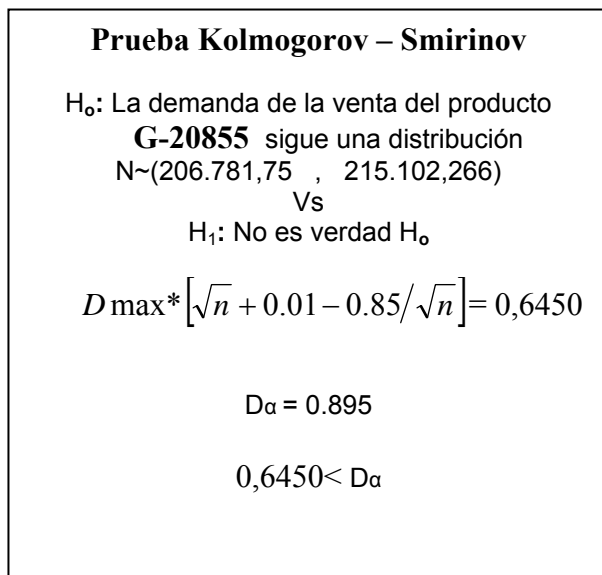 Prueba Kolmogorov – Smirinov
Ho: La demanda de la venta del producto
G-20855 sigue una distribución
N~(206.781,75 , 215.102,266)
Vs
H1: No es verdad Ho
D max*[√n + 0.01 – 0.85/√n]= 0,6450
Dα = 0.895
0,6450< Dα